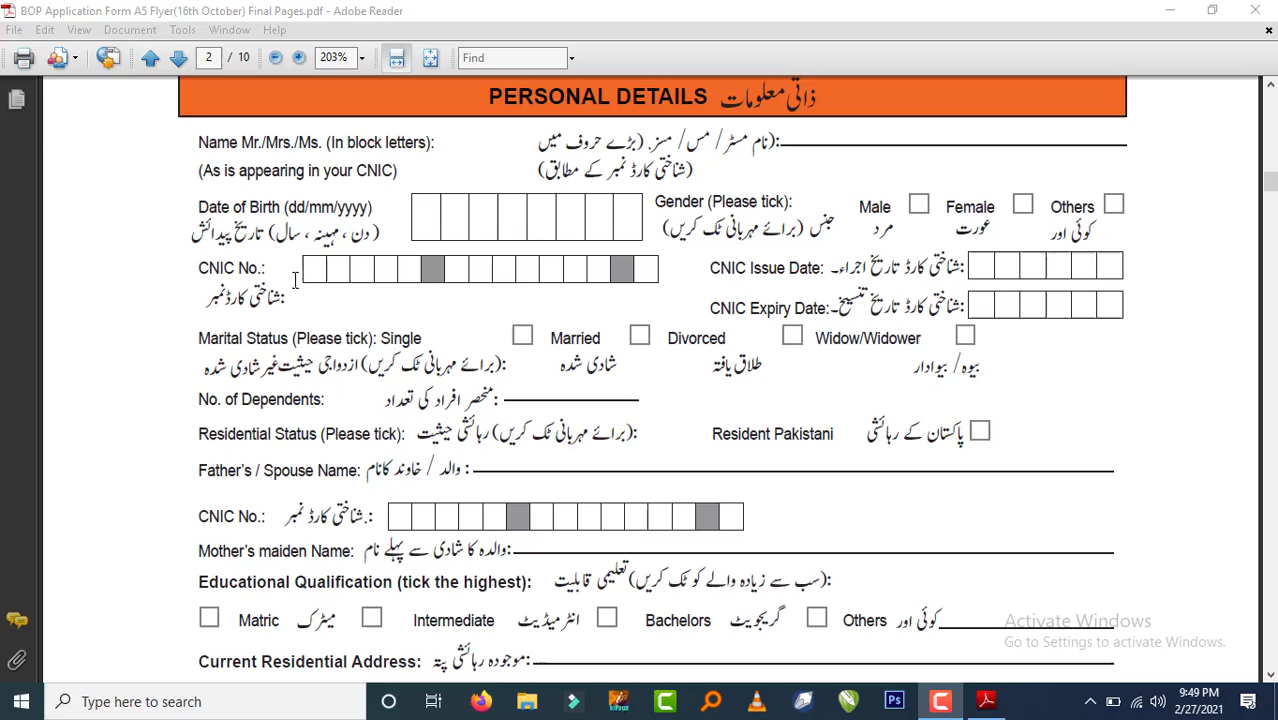 BOP Application Form A5 Flyer(16th October) Final Pages.pdf - Adobe Reader
File Edit View Document Tools Window Help
2 / 10 203% Find
PERSONAL DETAILS ذاتی معلومات
Name Mr./Mrs./Ms. (In block letters): نام مسٹر/ مس/ مسز. (بڑے حروف میں):
(As is appearing in your CNIC) (شناختی کارڈ نمبر کے مطابق)
Date of Birth (dd/mm/yyyy) Gender (Please tick): Male Female Others
تاریخ پیدائش (دن ، مہینہ ، سال) جنس (برائے مہربانی ٹک کریں) مرد عورت کوئی اور
CNIC No.: CNIC Issue Date: شناختی کارڈ تاریخ اجراء۔:
شناختی کارڈنمبر:
CNIC Expiry Date: شناختی کارڈ تاریخ تنسیخ۔:
Marital Status (Please tick): Single Married Divorced Widow/Widower
ازدواجی حیثیت (برائے مہربانی ٹک کریں): غیر شادی شدہ شادی شدہ طلاق یافتہ بیوہ / بیوادار
No. of Dependents: منحصر افراد کی تعداد:
Residential Status (Please tick): رہائشی حیثیت (برائے مہربانی ٹک کریں): Resident Pakistani پاکستان کے رہائشی
Father's / Spouse Name: والد / خاوند کانام:
CNIC No.: شناختی کارڈ نمبر.:
Mother's maiden Name: والدہ کا شادی سے پہلے نام:
Educational Qualification (tick the highest): تعلیمی قابلیت (سب سے زیادہ والے کو ٹک کریں):
Matric میٹرک Intermediate انٹرمیڈیٹ Bachelors گریجویٹ Others کوئی اور
Activate Windows
Go to Settings to activate Windows.
Current Residential Address: موجودہ رہائشی پتہ:
Type here to search
Ps
9:49 PM
2/27/2021